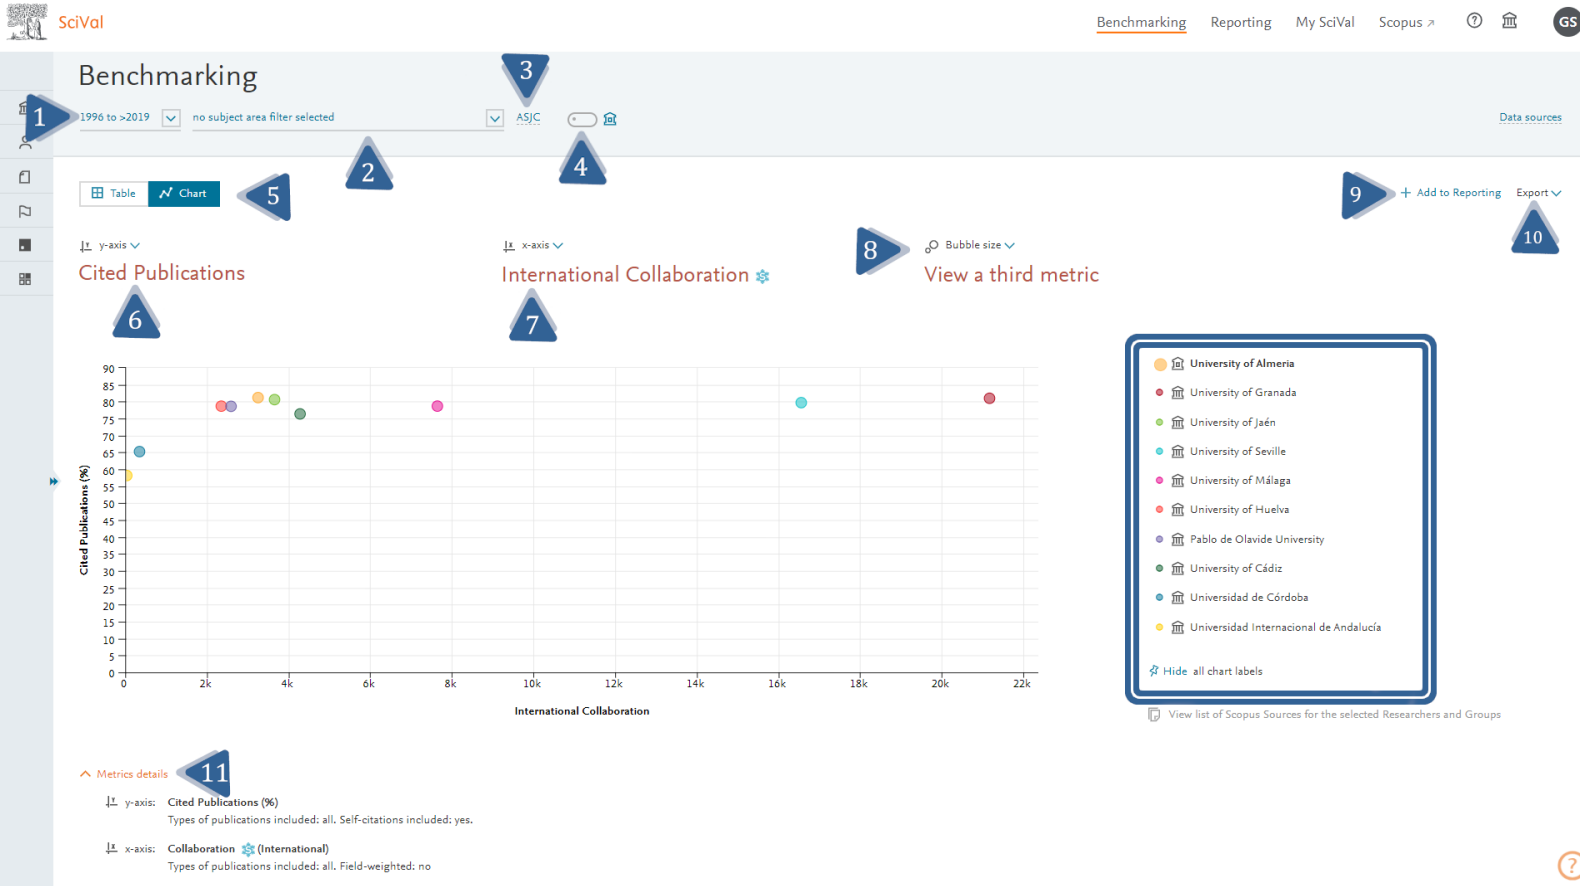 SciVal
Benchmarking Reporting My SciVal Scopus ↗ ? GS
Benchmarking
3
1 1996 to >2019 no subject area filter selected ASJC Data sources
2 4
Table Chart 5 9 + Add to Reporting Export
10
y-axis x-axis 8 Bubble size
Cited Publications International Collaboration View a third metric
6 7
90
85
80
75
70
65
60
55
50
45
40
35
30
25
20
15
10
5
0
Cited Publications (%)
0 2k 4k 6k 8k 10k 12k 14k 16k 18k 20k 22k
International Collaboration
University of Almeria
University of Granada
University of Jaén
University of Seville
University of Málaga
University of Huelva
Pablo de Olavide University
University of Cádiz
Universidad de Córdoba
Universidad Internacional de Andalucía
Hide all chart labels
View list of Scopus Sources for the selected Researchers and Groups
Metrics details 11
y-axis: Cited Publications (%)
Types of publications included: all. Self-citations included: yes.
x-axis: Collaboration (International)
Types of publications included: all. Field-weighted: no
?